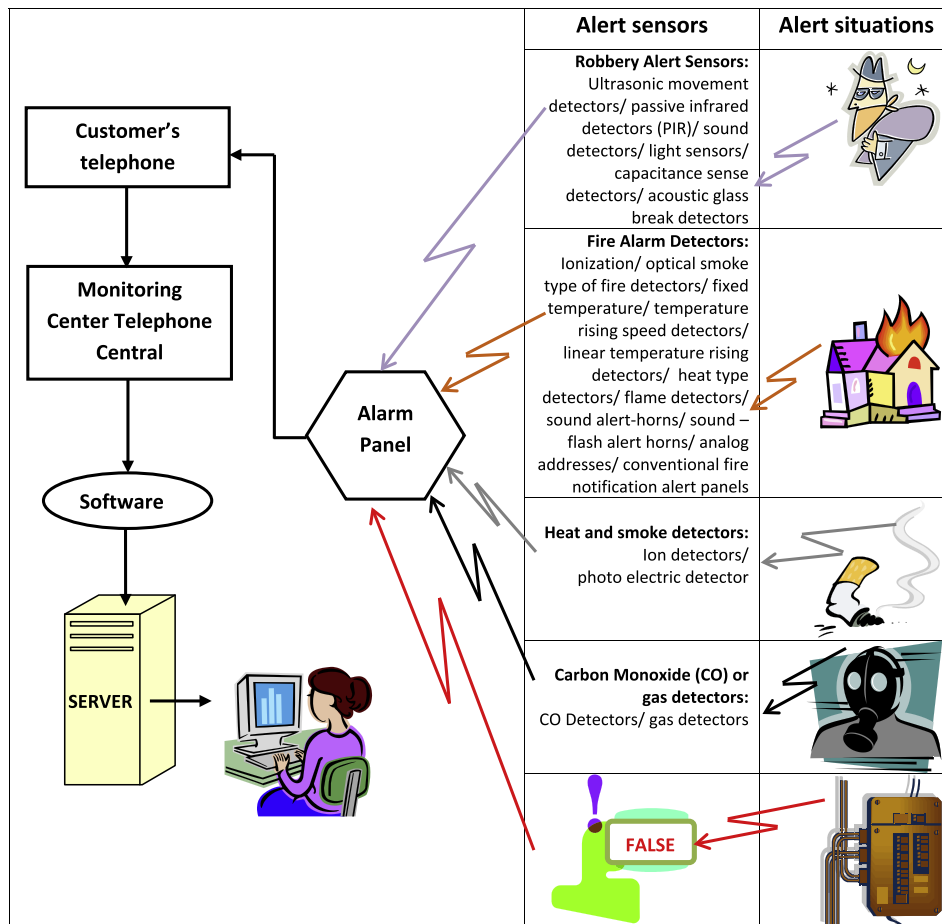 Alert sensors
Alert situations
Customer's
telephone
Monitoring
Center Telephone
Central
Software
SERVER
Alarm
Panel
Robbery Alert Sensors:
Ultrasonic movement
detectors/ passive infrared
detectors (PIR)/ sound
detectors/ light sensors/
capacitance sense
detectors/ acoustic glass
break detectors
Fire Alarm Detectors:
Ionization/ optical smoke
type of fire detectors/ fixed
temperature/ temperature
rising speed detectors/
linear temperature rising
detectors/ heat type
detectors/ flame detectors/
sound alert-horns/ sound –
flash alert horns/ analog
addresses/ conventional fire
notification alert panels
Heat and smoke detectors:
Ion detectors/
photo electric detector
Carbon Monoxide (CO) or
gas detectors:
CO Detectors/ gas detectors
FALSE